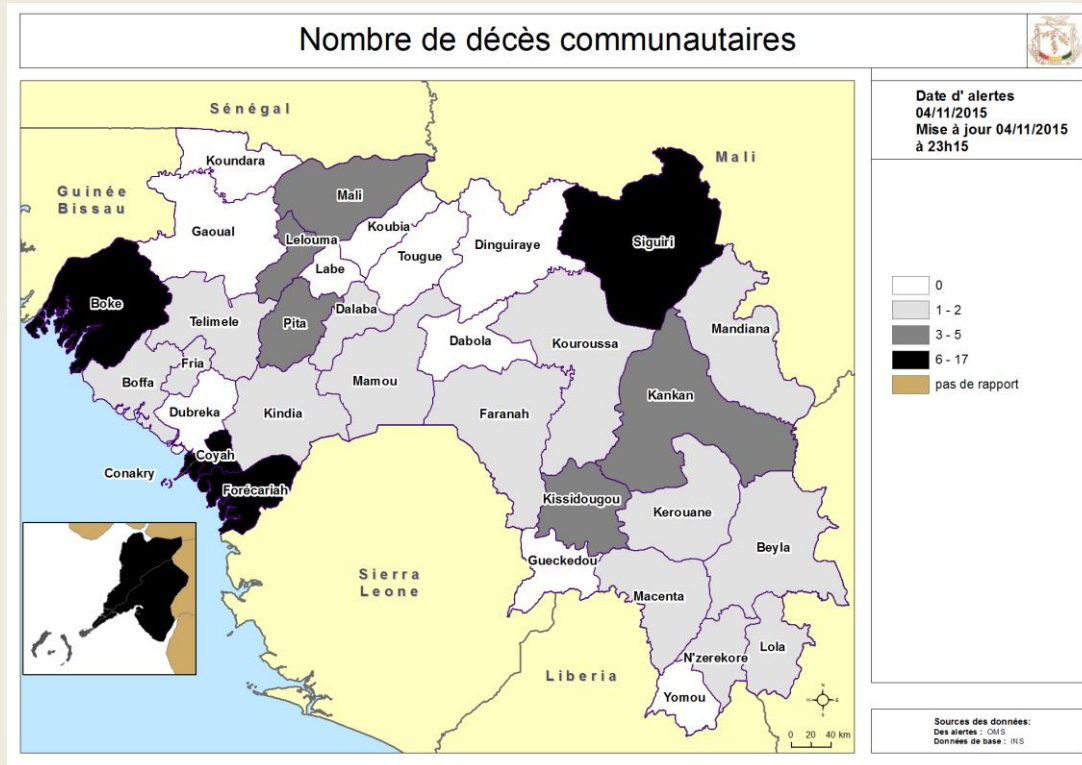 Nombre de décès communautaires
Date d' alertes
04/11/2015
Mise à jour 04/11/2015
à 23h15
0
1 - 2
3 - 5
6 - 17
pas de rapport
Sénégal
Mali
Guinée
Bissau
Koundara
Mali
Gaoual
Koubia
Lelouma
Labe
Tougue
Dinguiraye
Siguiri
Boke
Telimele
Pita
Dalaba
Dabola
Kouroussa
Mandiana
Fria
Boffa
Mamou
Dubreka
Kindia
Faranah
Kankan
Coyah
Conakry
Forécariah
Kissidougou
Kerouane
Beyla
Gueckedou
Sierra
Leone
Macenta
Lola
N'zerekore
Liberia
Yomou
0 20 40 km
Sources des données:
Des alertes : OMS
Données de base : INS